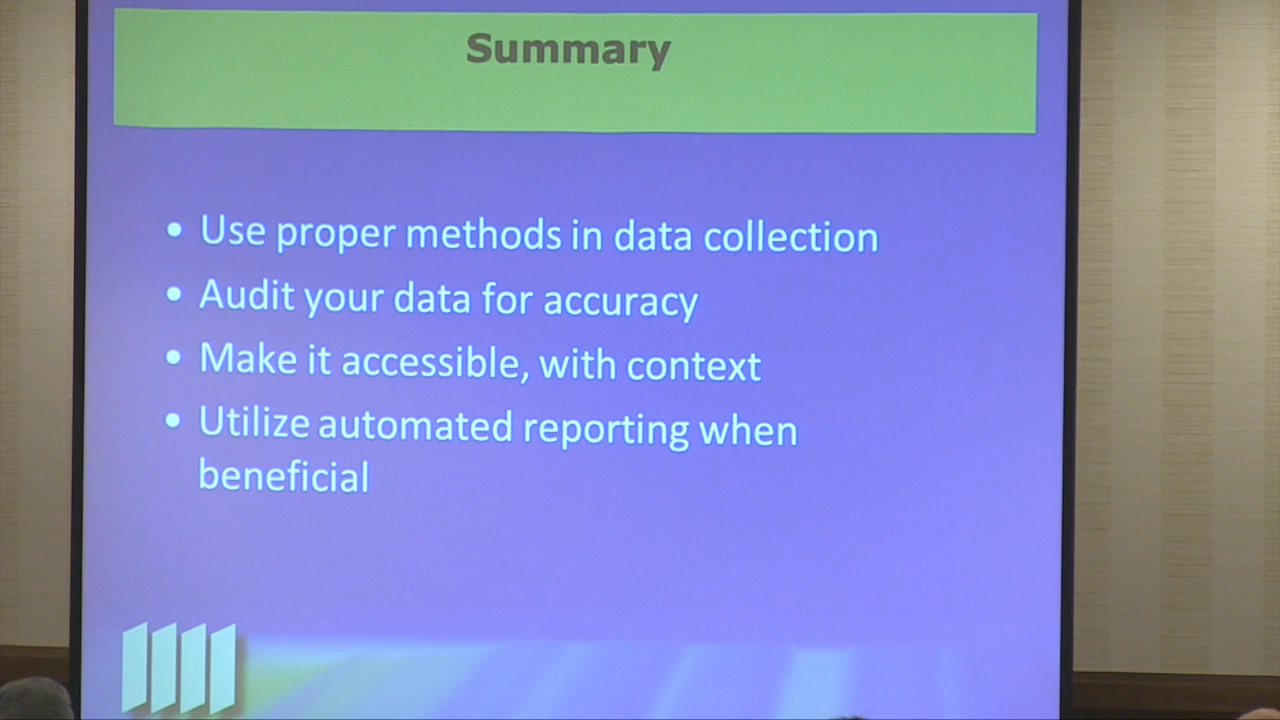 Summary
• Use proper methods in data collection
• Audit your data for accuracy
• Make it accessible, with context
• Utilize automated reporting when
beneficial